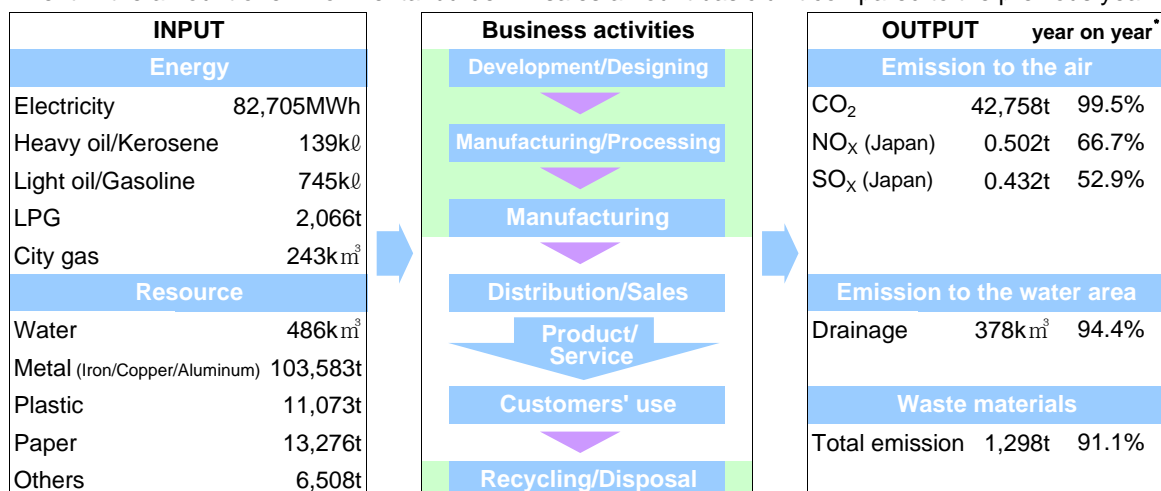 INPUT
Energy
Electricity 82,705MWh
Heavy oil/Kerosene 139kℓ
Light oil/Gasoline 745kℓ
LPG 2,066t
City gas 243k㎥
Resource
Water 486k㎥
Metal (Iron/Copper/Aluminum) 103,583t
Plastic 11,073t
Paper 13,276t
Others 6,508t
Business activities
Development/Designing
Manufacturing/Processing
Manufacturing
Distribution/Sales
Product/
Service
Customers' use
Recycling/Disposal
OUTPUT year on year*
Emission to the air
CO₂ 42,758t 99.5%
NOX (Japan) 0.502t 66.7%
SOX (Japan) 0.432t 52.9%
Emission to the water area
Drainage 378k㎥ 94.4%
Waste materials
Total emission 1,298t 91.1%